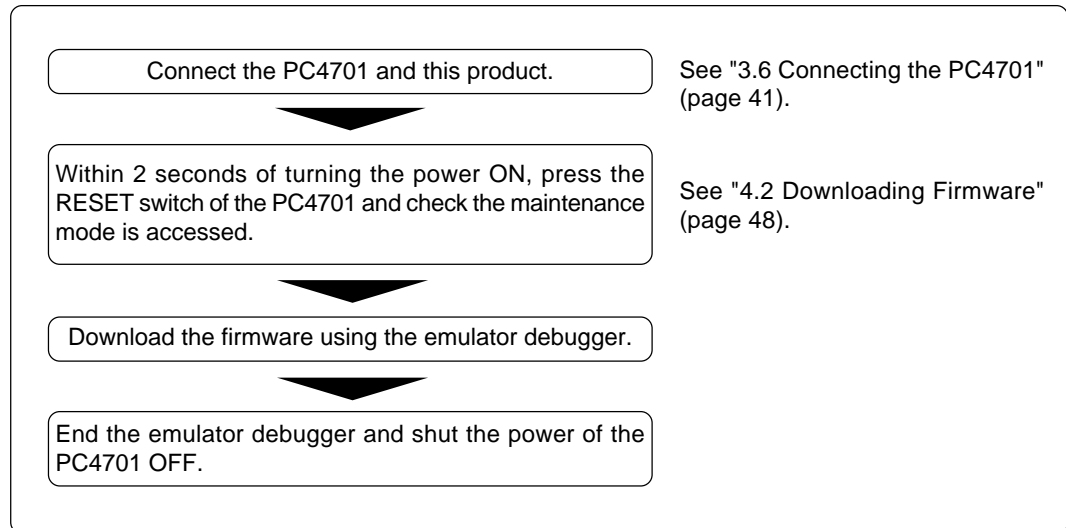 Connect the PC4701 and this product.
See "3.6 Connecting the PC4701"
(page 41).
Within 2 seconds of turning the power ON, press the
RESET switch of the PC4701 and check the maintenance
mode is accessed.
See "4.2 Downloading Firmware"
(page 48).
Download the firmware using the emulator debugger.
End the emulator debugger and shut the power of the
PC4701 OFF.